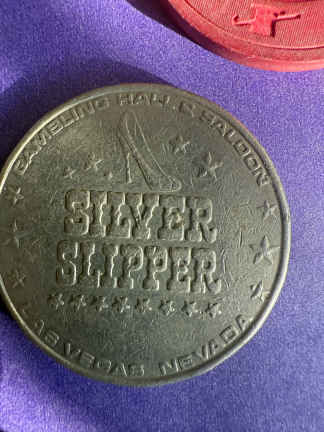 GAMBLING HALL & SALOON
SILVER
SLIPPER
LAS VEGAS NEVADA